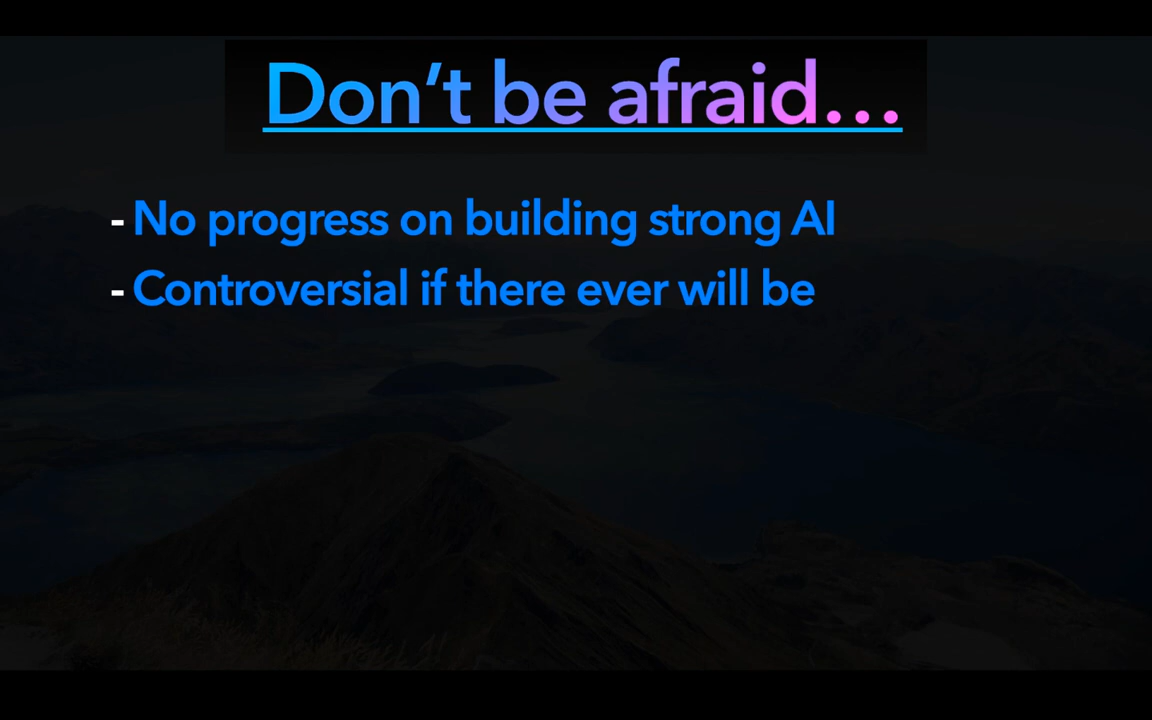 Don’t be afraid…
- No progress on building strong AI
- Controversial if there ever will be